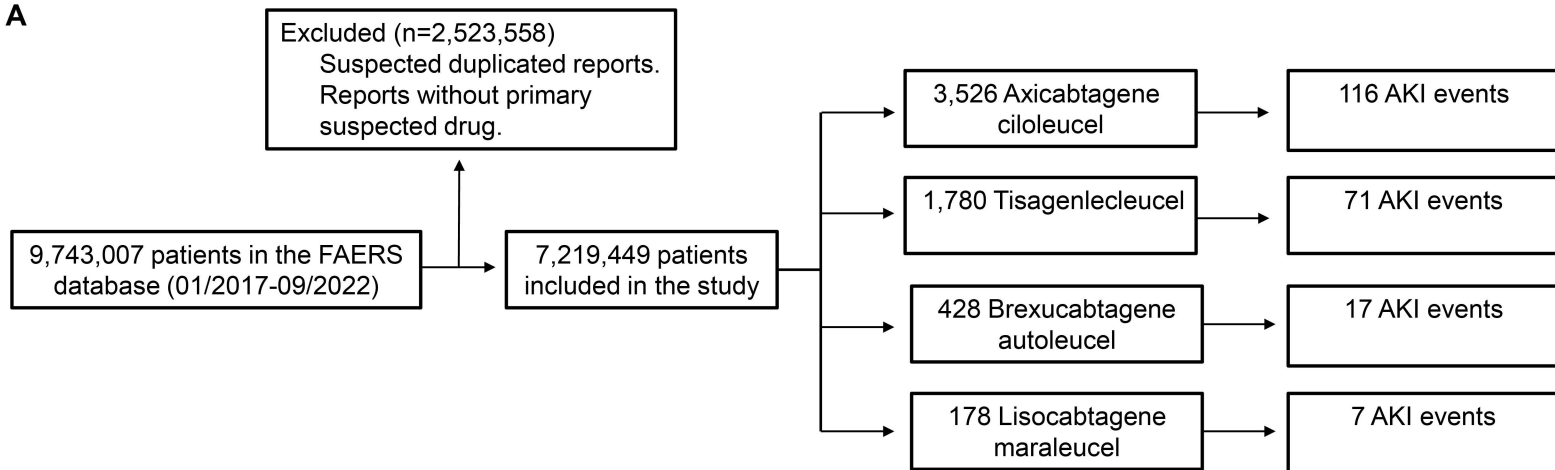 A
Excluded (n=2,523,558)
Suspected duplicated reports.
Reports without primary
suspected drug.
9,743,007 patients in the FAERS
database (01/2017-09/2022)
7,219,449 patients
included in the study
3,526 Axicabtagene
ciloleucel
116 AKI events
1,780 Tisagenlecleucel
71 AKI events
428 Brexucabtagene
autoleucel
17 AKI events
178 Lisocabtagene
maraleucel
7 AKI events